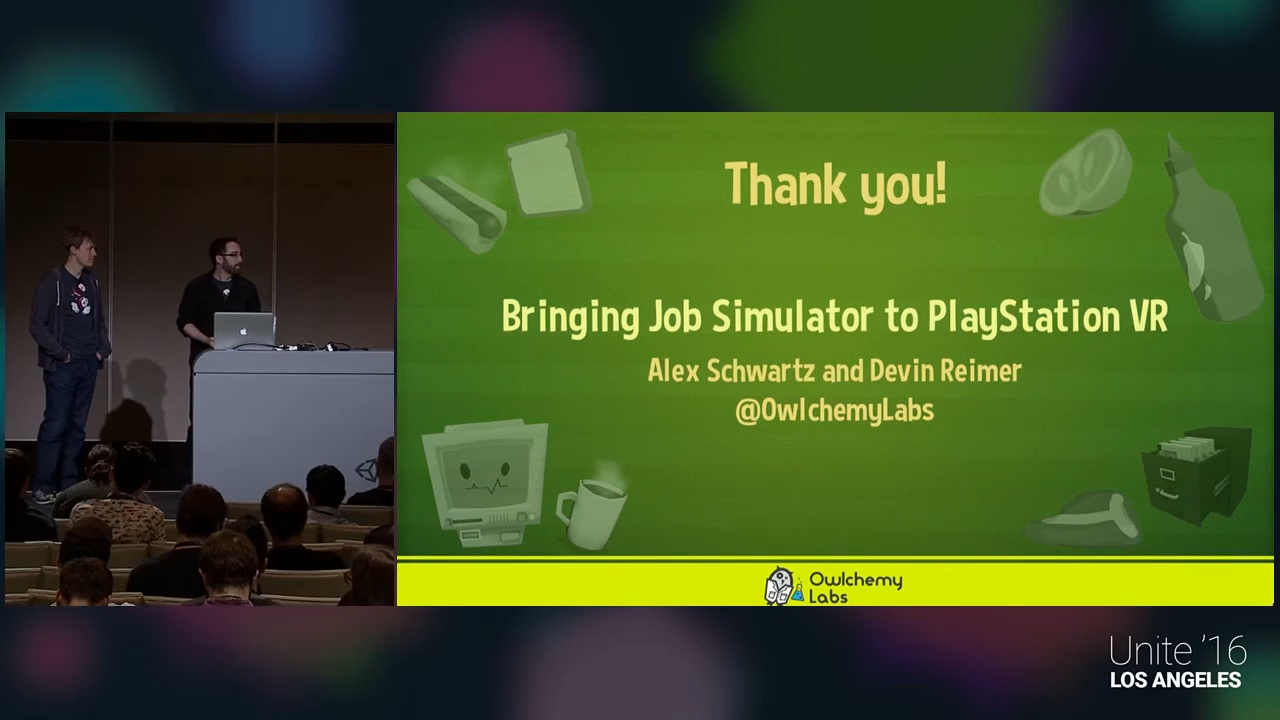 Thank you!
Bringing Job Simulator to PlayStation VR
Alex Schwartz and Devin Reimer
@OwlchemyLabs
Owlchemy
Labs
Unite '16
LOS ANGELES